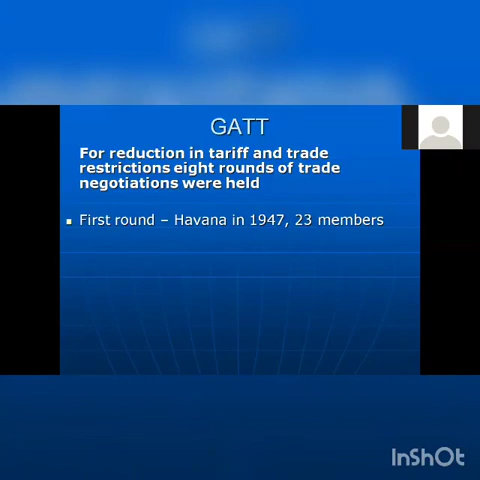 GATT
For reduction in tariff and trade
restrictions eight rounds of trade
negotiations were held
First round – Havana in 1947, 23 members
InShOt